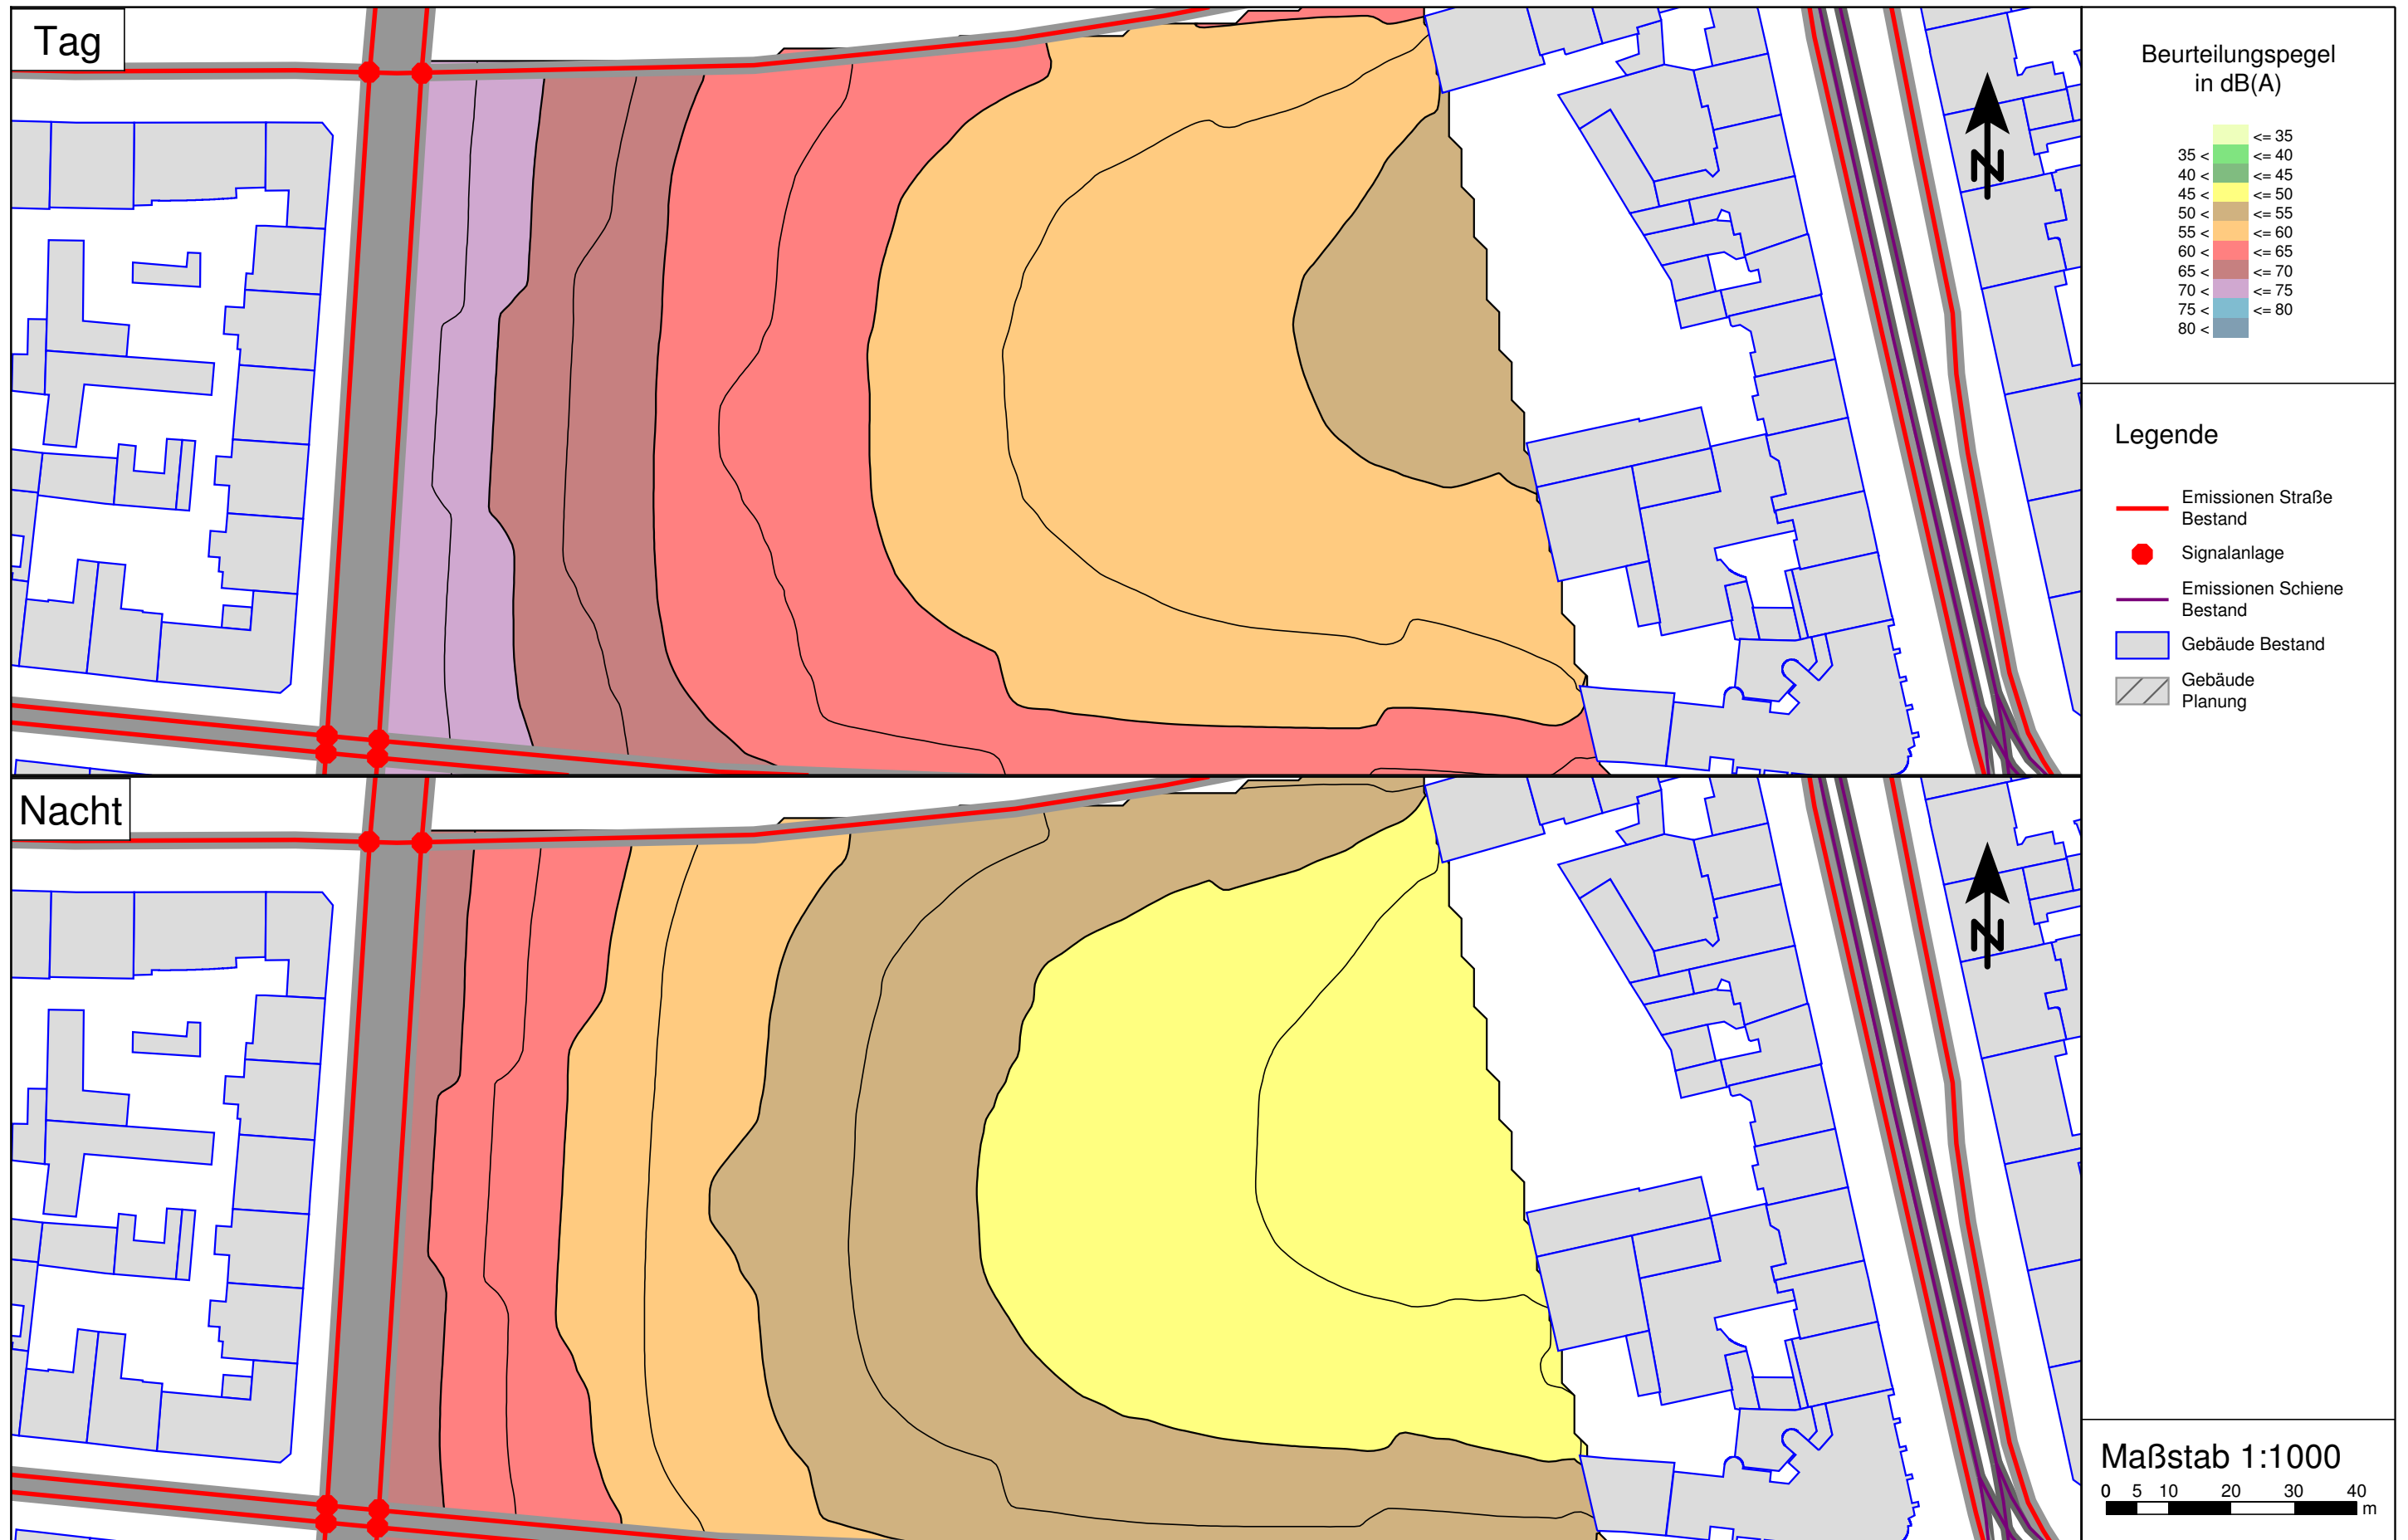 Tag
Nacht
Beurteilungspegel
in dB(A)
<= 35
35 < <= 40
40 < <= 45
45 < <= 50
50 < <= 55
55 < <= 60
60 < <= 65
65 < <= 70
70 < <= 75
75 < <= 80
80 <
Legende
Emissionen Straße
Bestand
Signalanlage
Emissionen Schiene
Bestand
Gebäude Bestand
Gebäude
Planung
N
N
Maßstab 1:1000
0 5 10 20 30 40
m